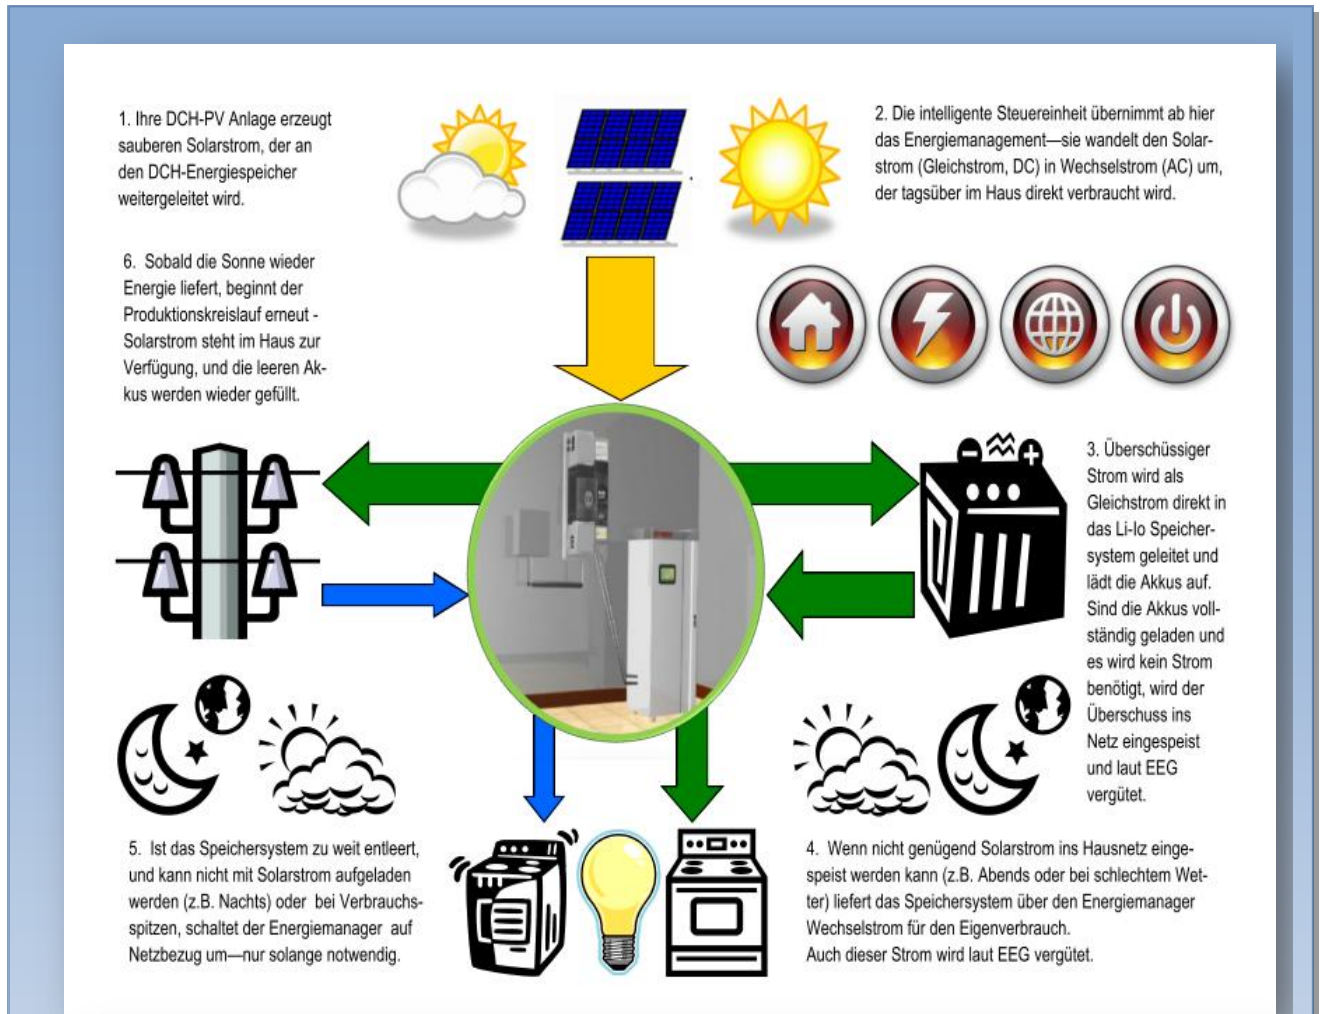 1. Ihre DCH-PV Anlage erzeugt
sauberen Solarstrom, der an
den DCH-Energiespeicher
weitergeleitet wird.
2. Die intelligente Steuereinheit übernimmt ab hier
das Energiemanagement—sie wandelt den Solar-
strom (Gleichstrom, DC) in Wechselstrom (AC) um,
der tagsüber im Haus direkt verbraucht wird.
6. Sobald die Sonne wieder
Energie liefert, beginnt der
Produktionskreislauf erneut -
Solarstrom steht im Haus zur
Verfügung, und die leeren Ak-
kus werden wieder gefüllt.
3. Überschüssiger
Strom wird als
Gleichstrom direkt in
das Li-Io Speicher-
system geleitet und
lädt die Akkus auf.
Sind die Akkus voll-
ständig geladen und
es wird kein Strom
benötigt, wird der
Überschuss ins
Netz eingespeist
und laut EEG
vergütet.
5. Ist das Speichersystem zu weit entleert,
und kann nicht mit Solarstrom aufgeladen
werden (z.B. Nachts) oder bei Verbrauchs-
spitzen, schaltet der Energiemanager auf
Netzbezug um—nur solange notwendig.
4. Wenn nicht genügend Solarstrom ins Hausnetz einge-
speist werden kann (z.B. Abends oder bei schlechtem Wet-
ter) liefert das Speichersystem über den Energiemanager
Wechselstrom für den Eigenverbrauch.
Auch dieser Strom wird laut EEG vergütet.